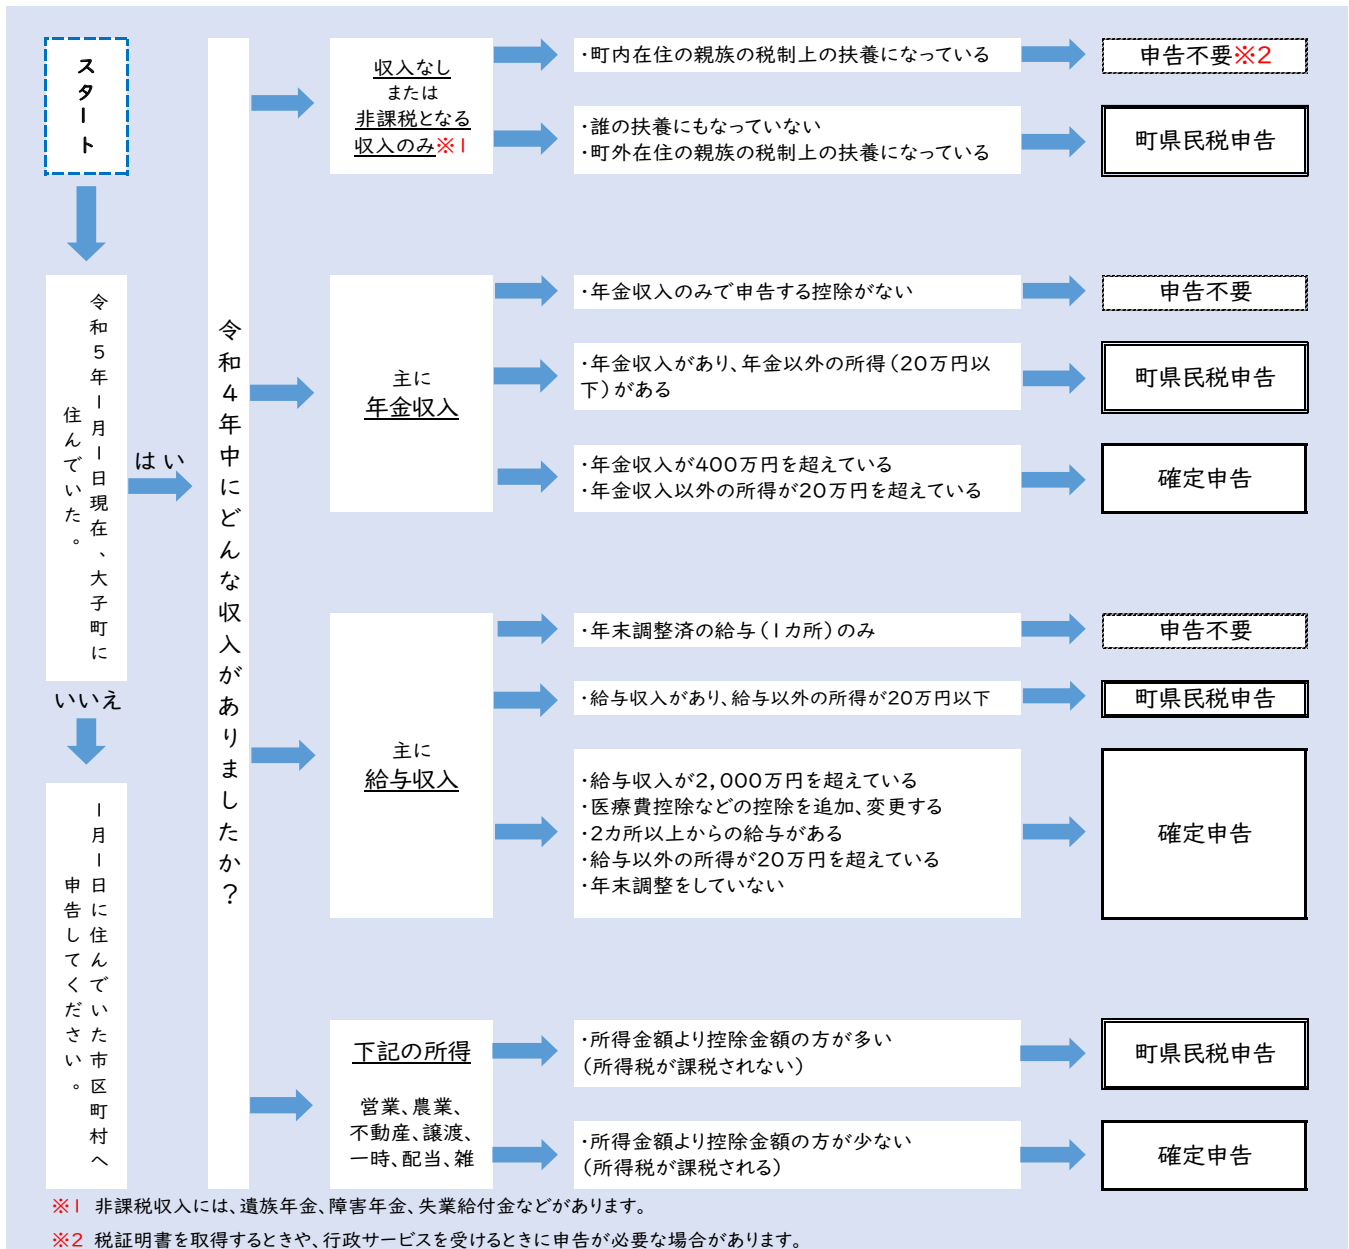 スタート
令和5年1月1日現在、大子町に
住んでいた。
はい
いいえ
1月1日に住んでいた市区町村へ
申告してください。
令和4年中にどんな収入がありましたか？
収入なし
または
非課税となる
収入のみ※1
・町内在住の親族の税制上の扶養になっている
申告不要※2
・誰の扶養にもなっていない
・町外在住の親族の税制上の扶養になっている
町県民税申告
主に
年金収入
・年金収入のみで申告する控除がない
申告不要
・年金収入があり、年金以外の所得（20万円以
下）がある
町県民税申告
・年金収入が400万円を超えている
・年金収入以外の所得が20万円を超えている
確定申告
主に
給与収入
・年末調整済の給与（1カ所）のみ
申告不要
・給与収入があり、給与以外の所得が20万円以下
町県民税申告
・給与収入が2,000万円を超えている
・医療費控除などの控除を追加、変更する
・2カ所以上からの給与がある
・給与以外の所得が20万円を超えている
・年末調整をしていない
確定申告
下記の所得
営業、農業、
不動産、譲渡、
一時、配当、雑
・所得金額より控除金額の方が多い
（所得税が課税されない）
町県民税申告
・所得金額より控除金額の方が少ない
（所得税が課税される）
確定申告
※1 非課税収入には、遺族年金、障害年金、失業給付金などがあります。
※2 税証明書を取得するときや、行政サービスを受けるときに申告が必要な場合があります。